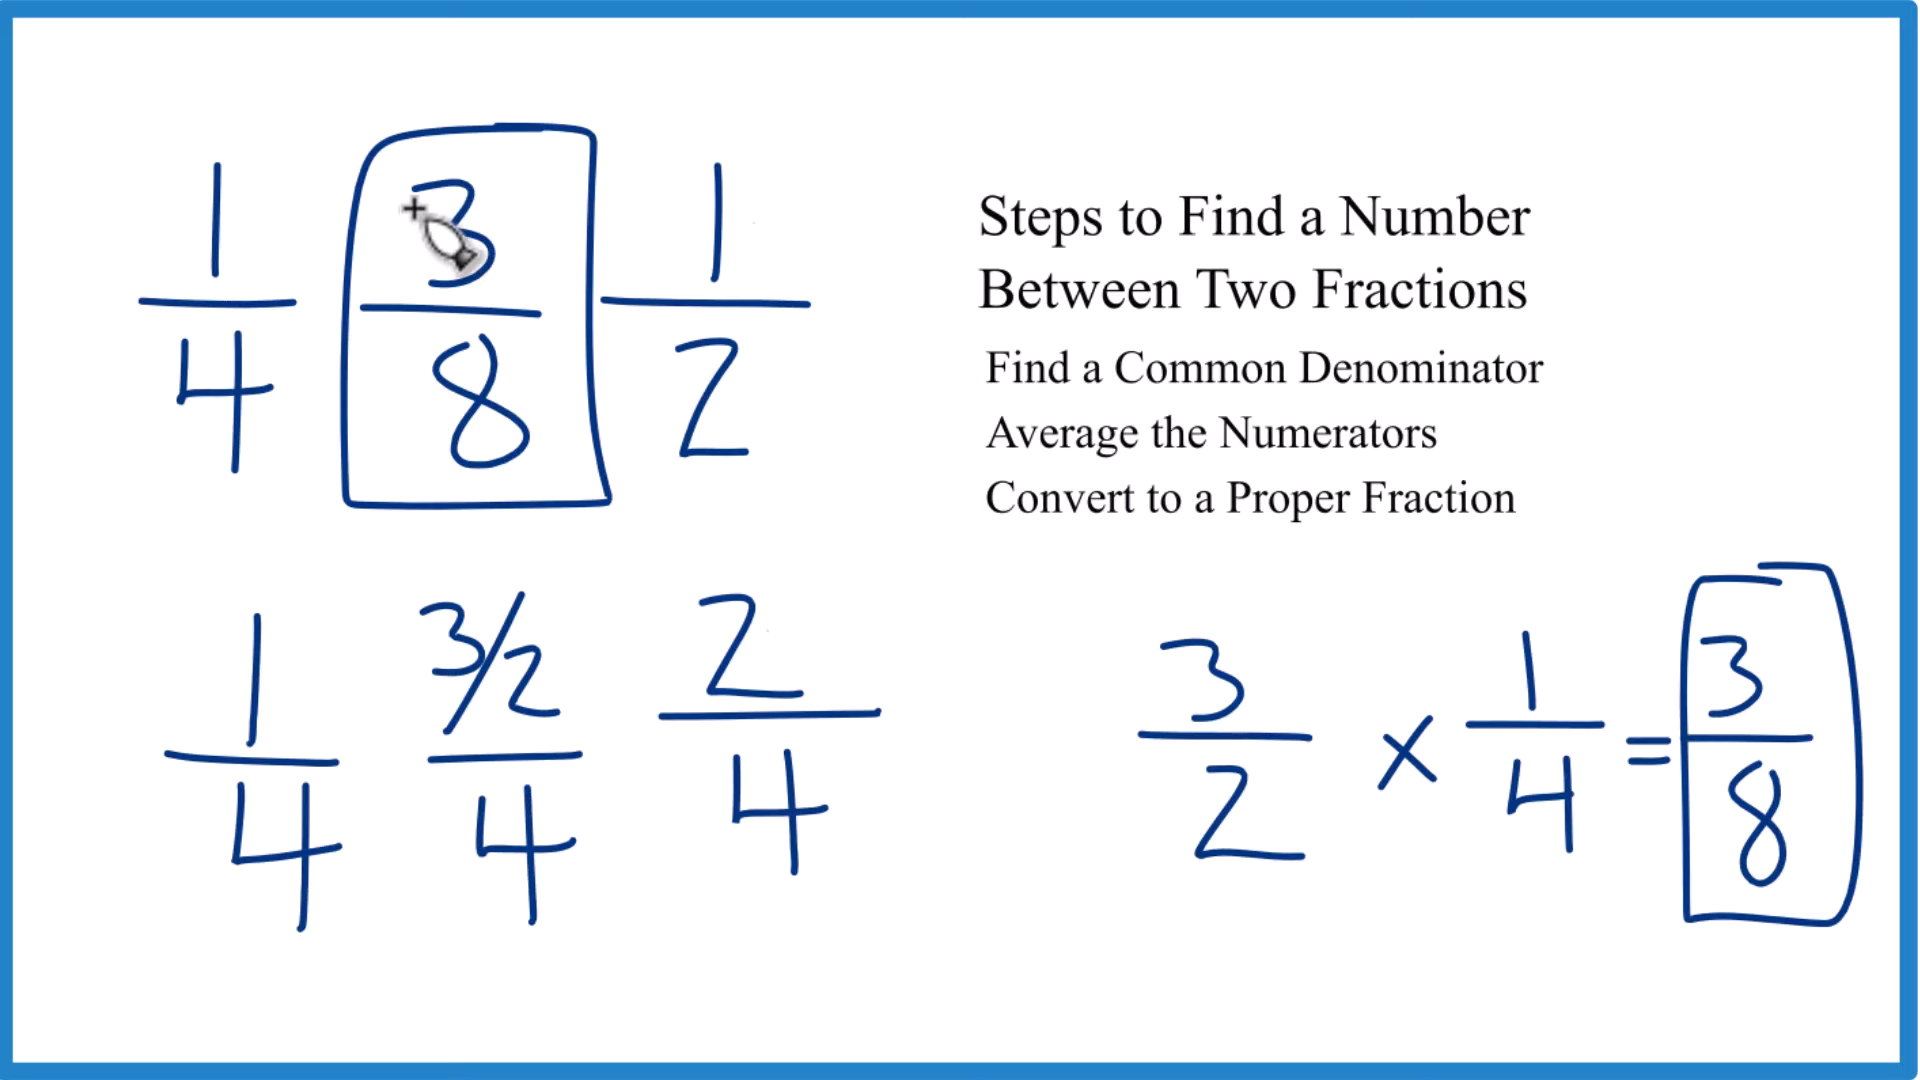 1/4 3/8 1/2
Steps to Find a Number
Between Two Fractions
Find a Common Denominator
Average the Numerators
Convert to a Proper Fraction
1/4 (3/2)/4 2/4
3/2 × 1/4 = 3/8